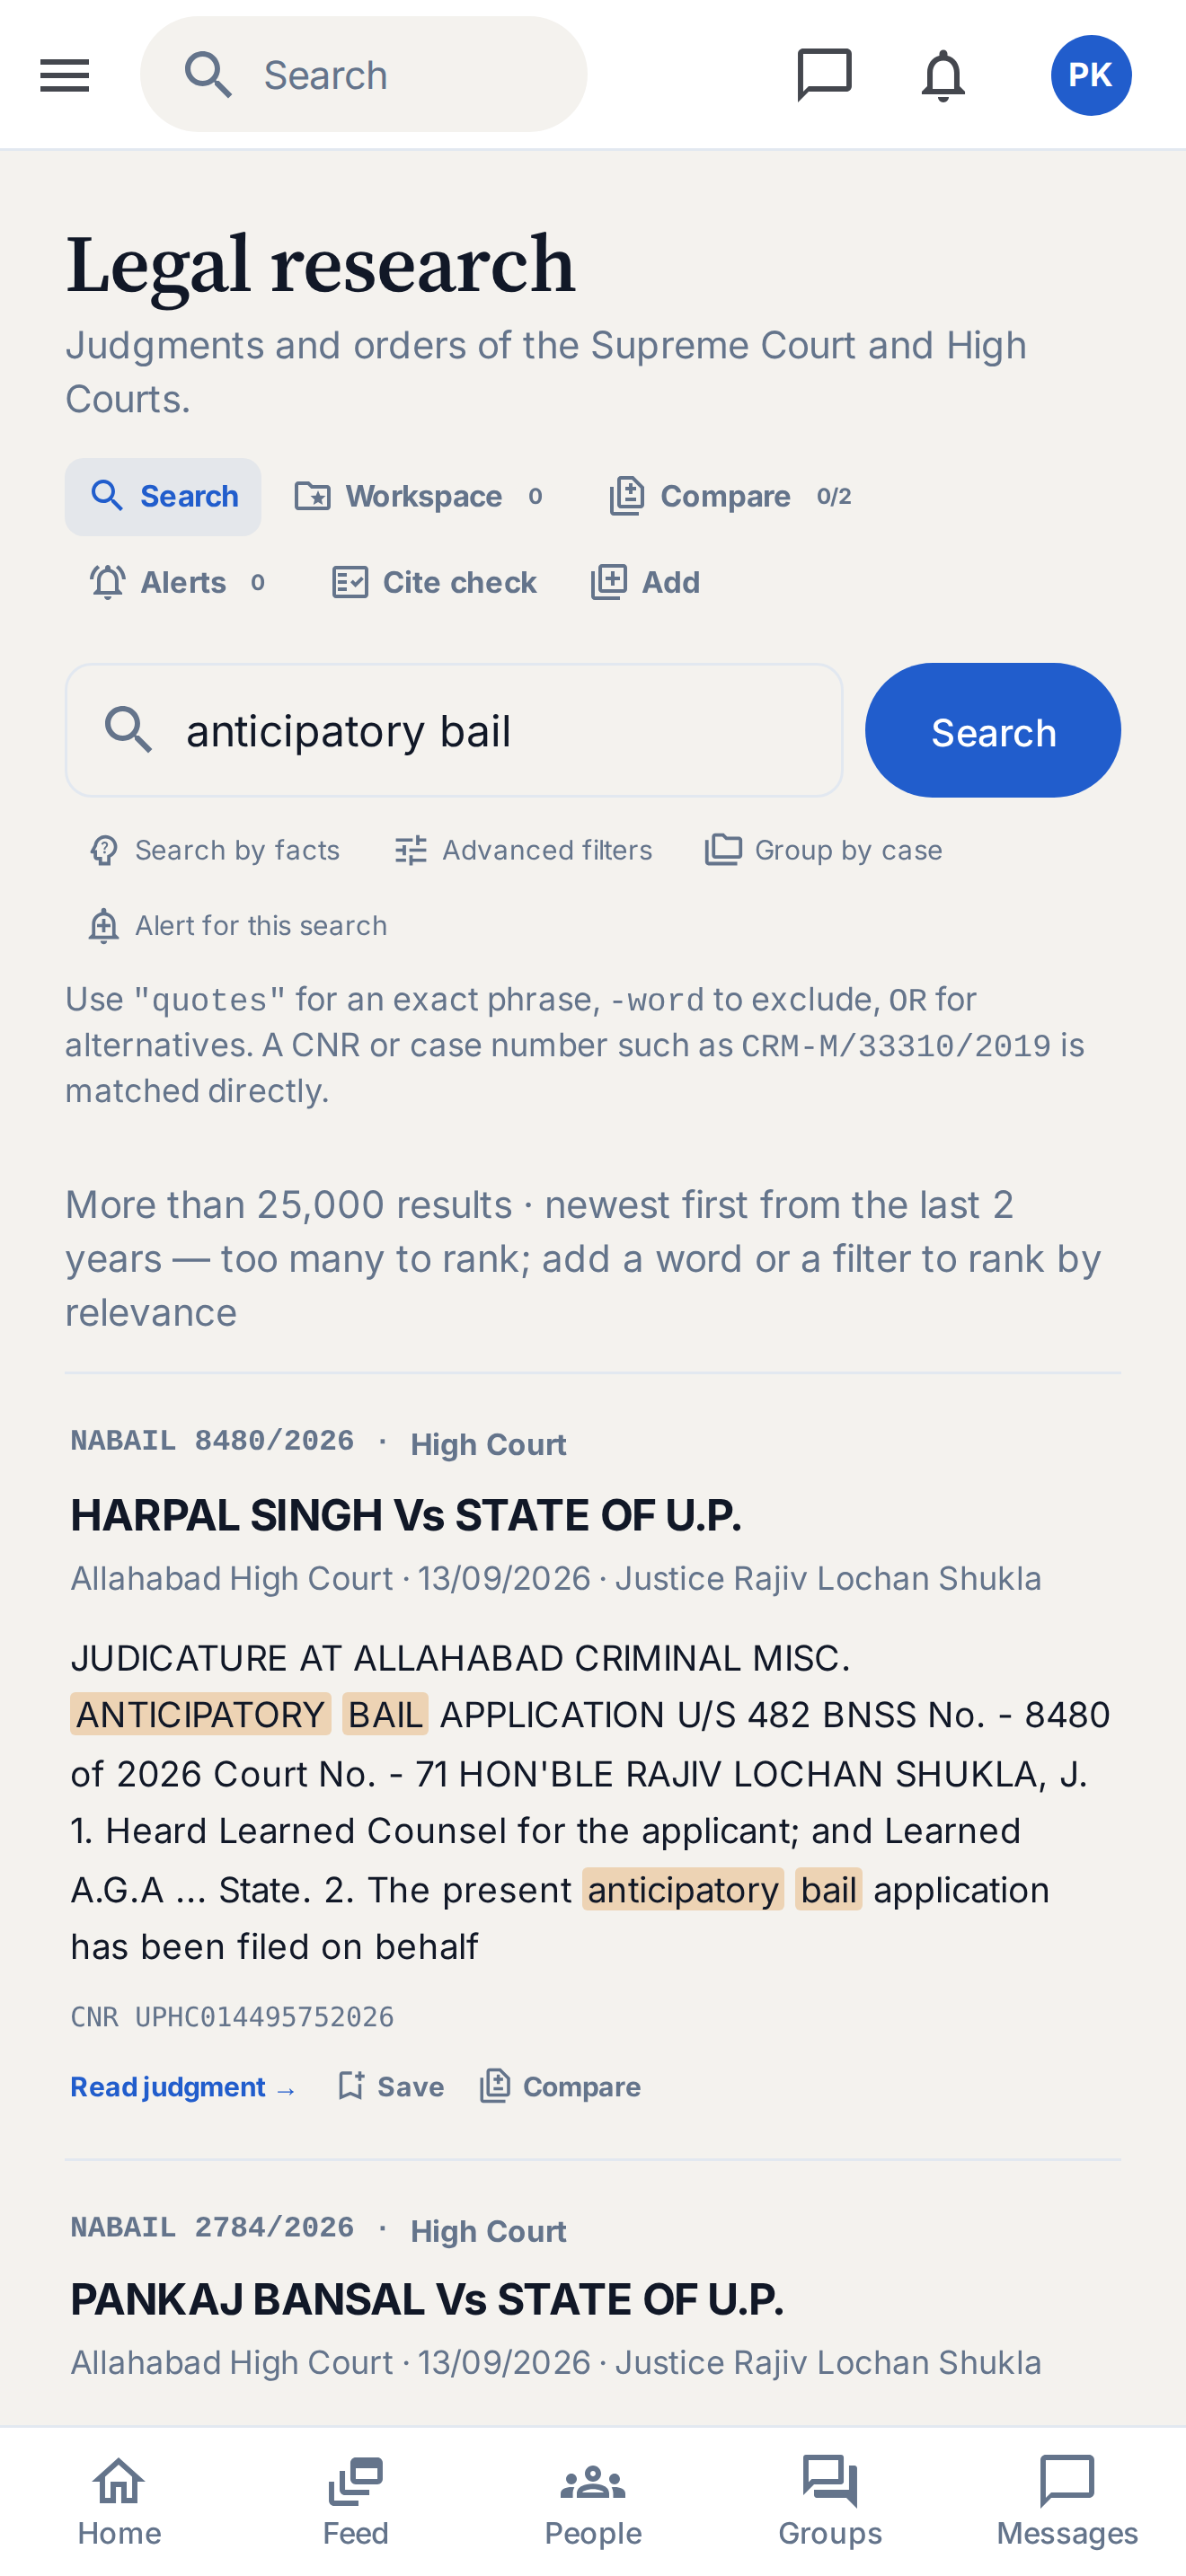 Search
PK
Legal research
Judgments and orders of the Supreme Court and High
Courts.
Search Workspace 0 Compare 0/2
Alerts 0 Cite check Add
anticipatory bail Search
Search by facts Advanced filters Group by case
Alert for this search
Use "quotes" for an exact phrase, -word to exclude, OR for
alternatives. A CNR or case number such as CRM-M/33310/2019 is
matched directly.
More than 25,000 results · newest first from the last 2
years — too many to rank; add a word or a filter to rank by
relevance
NABAIL 8480/2026 · High Court
HARPAL SINGH Vs STATE OF U.P.
Allahabad High Court · 13/09/2026 · Justice Rajiv Lochan Shukla
JUDICATURE AT ALLAHABAD CRIMINAL MISC.
ANTICIPATORY BAIL APPLICATION U/S 482 BNSS No. - 8480
of 2026 Court No. - 71 HON'BLE RAJIV LOCHAN SHUKLA, J.
1. Heard Learned Counsel for the applicant; and Learned
A.G.A ... State. 2. The present anticipatory bail application
has been filed on behalf
CNR UPHC014495752026
Read judgment → Save Compare
NABAIL 2784/2026 · High Court
PANKAJ BANSAL Vs STATE OF U.P.
Allahabad High Court · 13/09/2026 · Justice Rajiv Lochan Shukla
Home Feed People Groups Messages